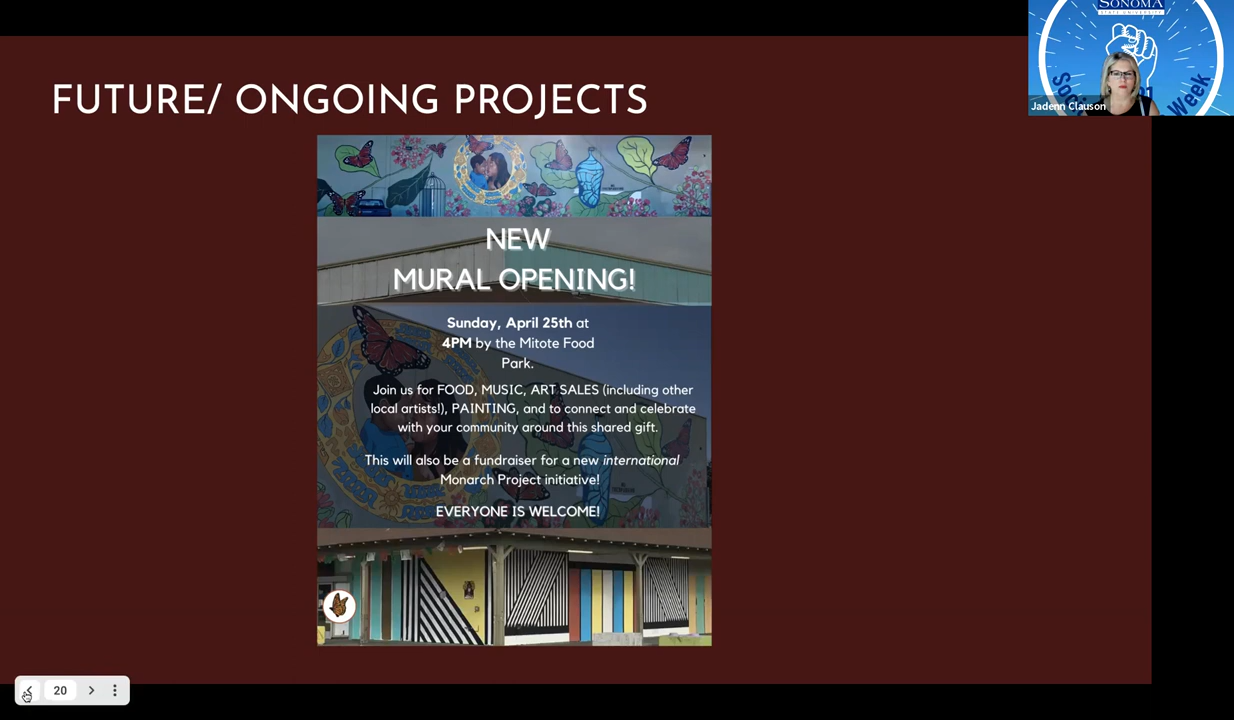 SONOMA
STATE UNIVERSITY
Week
Jadenn Clauson
FUTURE/ ONGOING PROJECTS
NEW
MURAL OPENING!
Sunday, April 25th at
4PM by the Mitote Food
Park.
Join us for FOOD, MUSIC, ART SALES (including other
local artists!), PAINTING, and to connect and celebrate
with your community around this shared gift.
This will also be a fundraiser for a new international
Monarch Project initiative!
EVERYONE IS WELCOME!
20